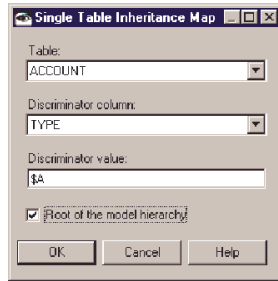 Single Table Inheritance Map
Table:
ACCOUNT
Discriminator column:
TYPE
Discriminator value:
$A
Root of the model hierarchy
OK Cancel Help